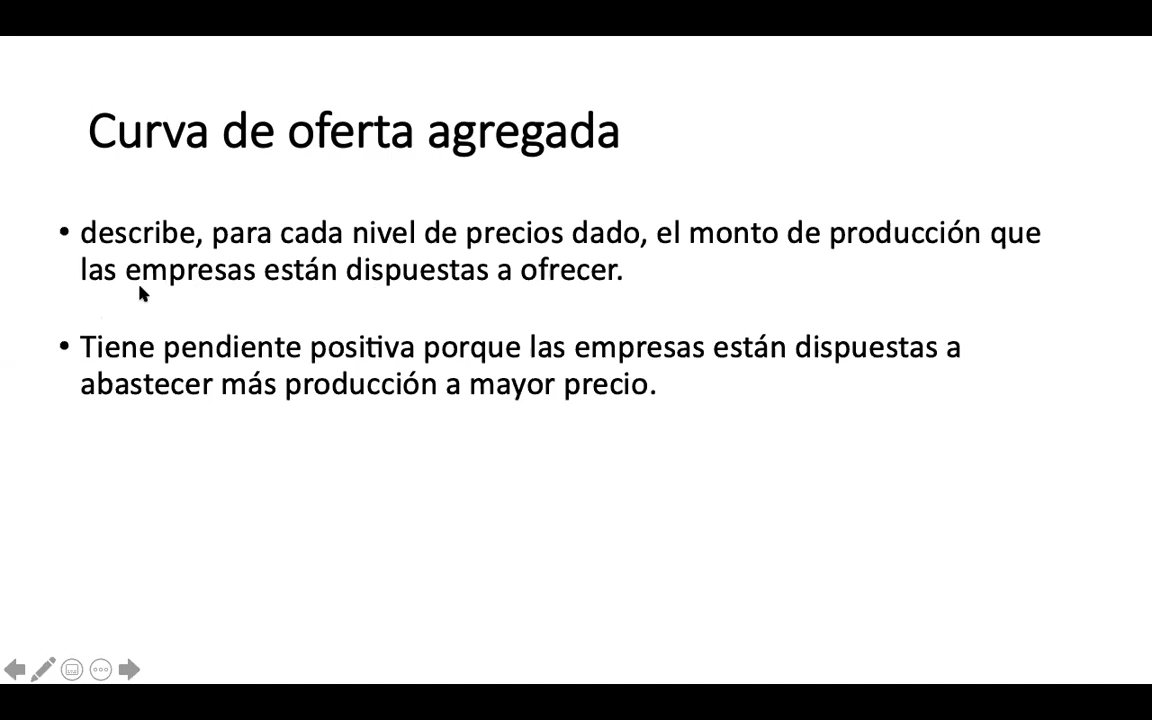 Curva de oferta agregada
• describe, para cada nivel de precios dado, el monto de producción que
las empresas están dispuestas a ofrecer.
• Tiene pendiente positiva porque las empresas están dispuestas a
abastecer más producción a mayor precio.